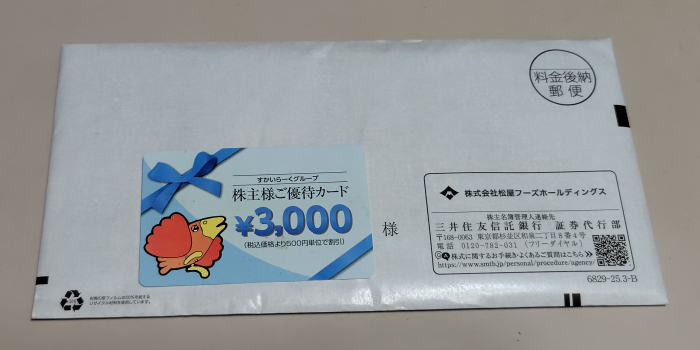 料金後納
郵便
すかいらーくグループ
株主様ご優待カード
¥3,000
(税込価格より500円単位で割引)
様
株式会社松屋フーズホールディングス
株主名簿管理人連絡先
三井住友信託銀行 証券代行部
〒168-0063 東京都杉並区和泉二丁目8番4号
電話 0120-782-031 (フリーダイヤル)
株式に関するお手続き・よくあるご質問はこちら
https://www.smtb.jp/personal/procedure/agency/
6829-25.3-B